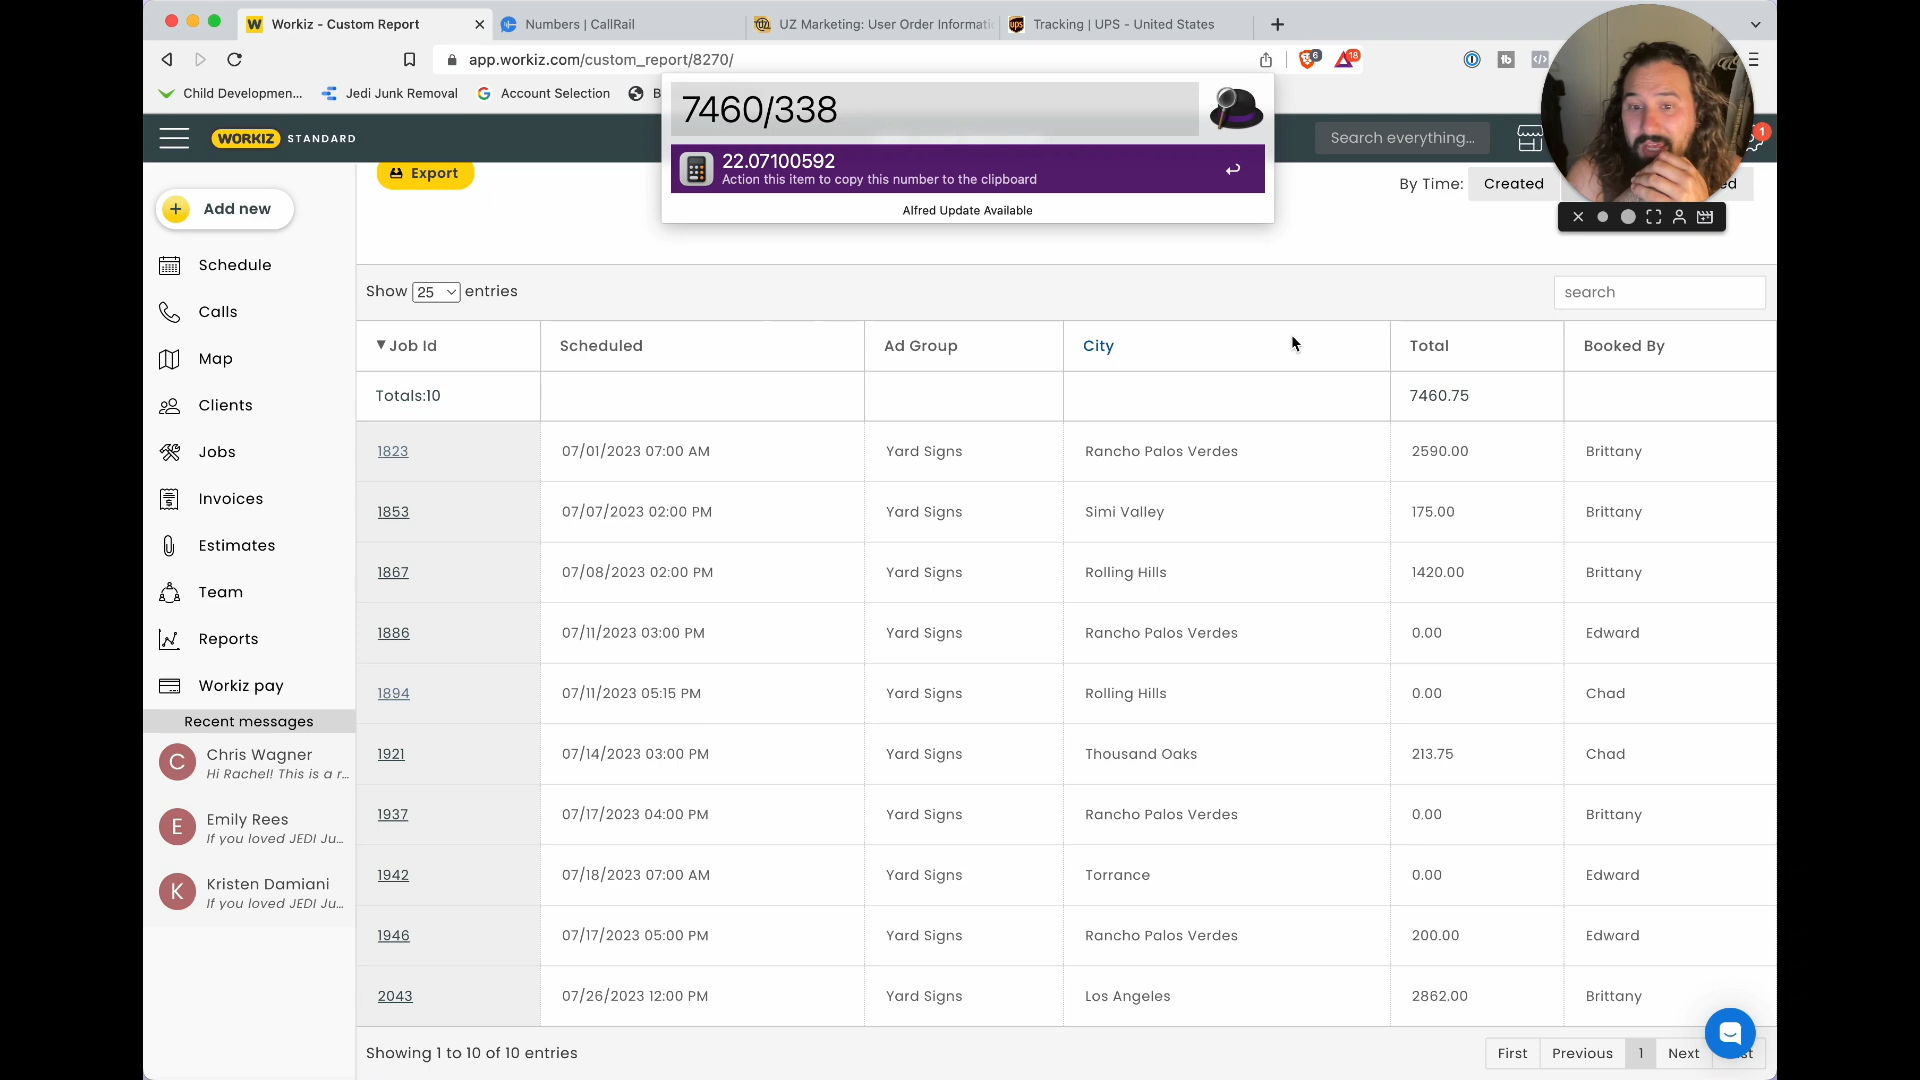 Workiz - Custom Report
Numbers | CallRail
UZ Marketing: User Order Informati
Tracking | UPS - United States
app.workiz.com/custom_report/8270/
6
18
Child Developmen...
Jedi Junk Removal
Account Selection
7460/338
22.07100592
Action this item to copy this number to the clipboard
Alfred Update Available
WORKIZ STANDARD
Search everything...
1
Export
By Time:
Created
Add new
Schedule
Calls
Map
Clients
Jobs
Invoices
Estimates
Team
Reports
Workiz pay
Recent messages
C
Chris Wagner
Hi Rachel! This is a r...
E
Emily Rees
If you loved JEDI Ju...
K
Kristen Damiani
If you loved JEDI Ju...
Show 25 entries
search
Job Id Scheduled Ad Group City Total Booked By
Totals:10 7460.75
1823 07/01/2023 07:00 AM Yard Signs Rancho Palos Verdes 2590.00 Brittany
1853 07/07/2023 02:00 PM Yard Signs Simi Valley 175.00 Brittany
1867 07/08/2023 02:00 PM Yard Signs Rolling Hills 1420.00 Brittany
1886 07/11/2023 03:00 PM Yard Signs Rancho Palos Verdes 0.00 Edward
1894 07/11/2023 05:15 PM Yard Signs Rolling Hills 0.00 Chad
1921 07/14/2023 03:00 PM Yard Signs Thousand Oaks 213.75 Chad
1937 07/17/2023 04:00 PM Yard Signs Rancho Palos Verdes 0.00 Brittany
1942 07/18/2023 07:00 AM Yard Signs Torrance 0.00 Edward
1946 07/17/2023 05:00 PM Yard Signs Rancho Palos Verdes 200.00 Edward
2043 07/26/2023 12:00 PM Yard Signs Los Angeles 2862.00 Brittany
Showing 1 to 10 of 10 entries
First Previous 1 Next